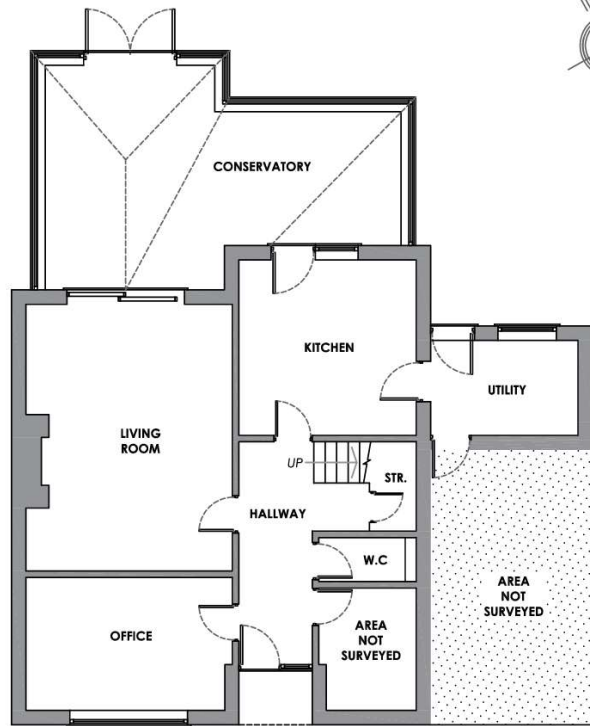 CONSERVATORY
KITCHEN
UTILITY
LIVING
ROOM
UP
STR.
HALLWAY
W.C
OFFICE
AREA
NOT
SURVEYED
AREA
NOT
SURVEYED